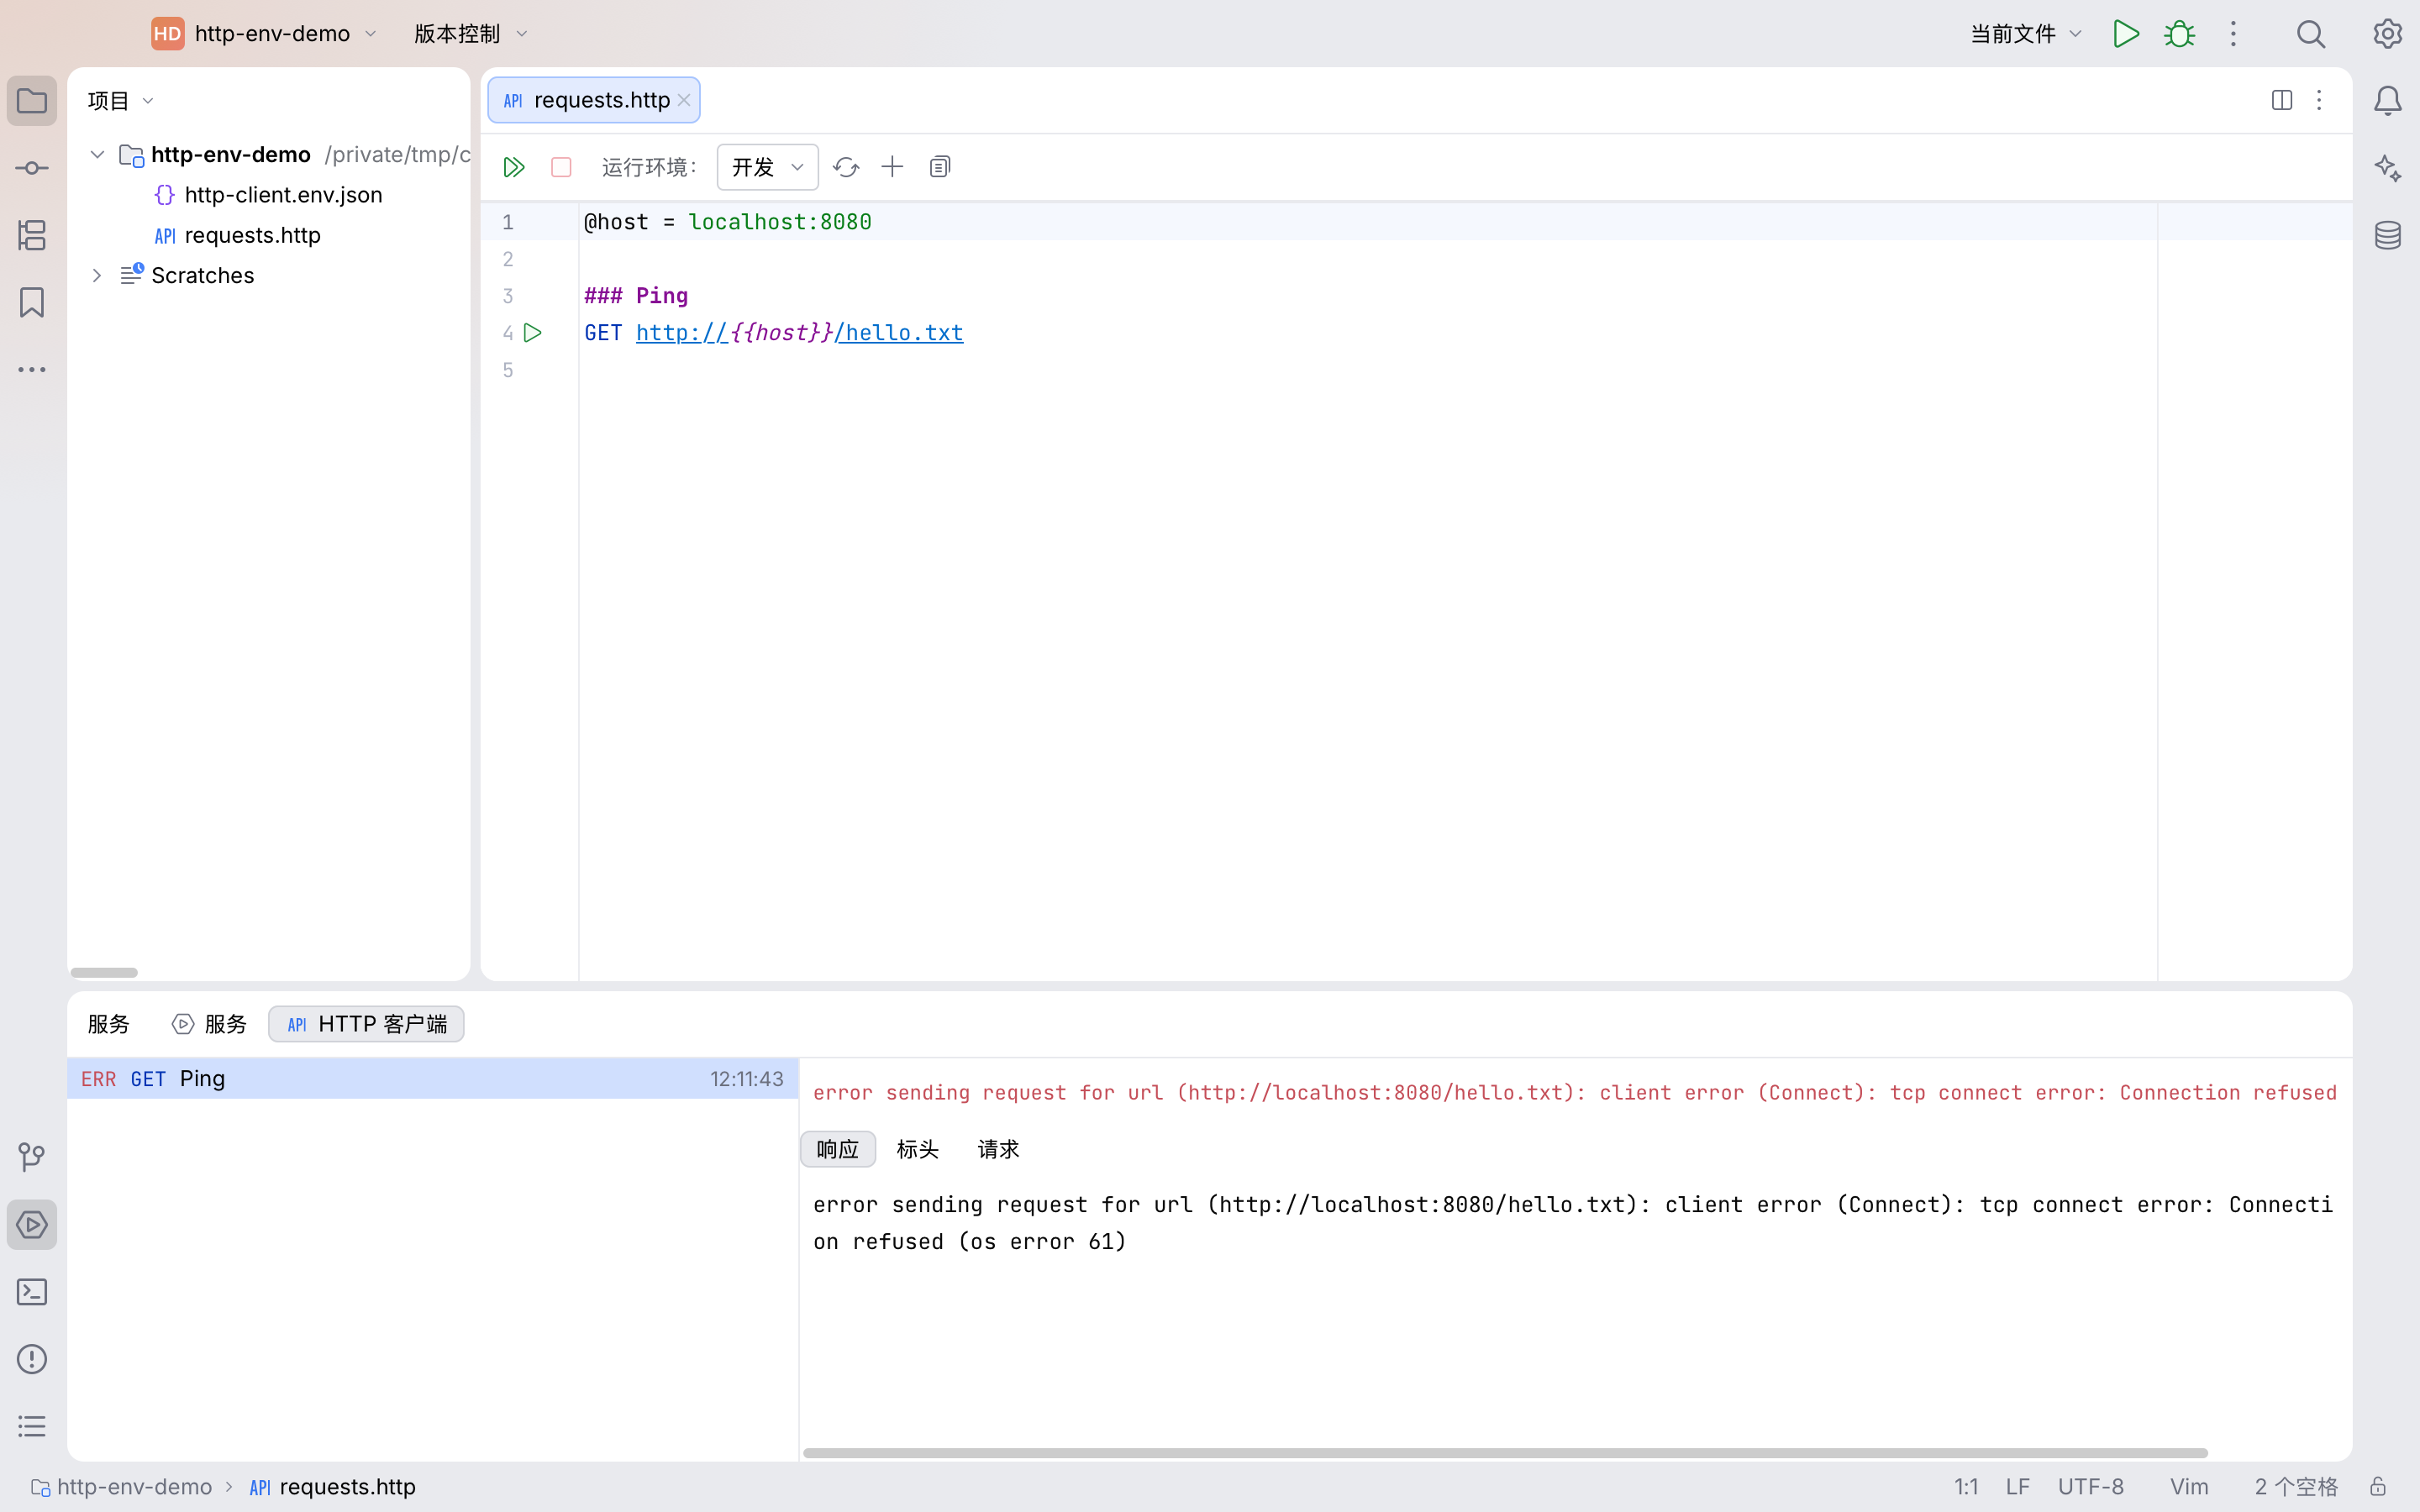 HD http-env-demo 版本控制 当前文件
项目
http-env-demo /private/tmp/c
{} http-client.env.json
API requests.http
Scratches
API requests.http
运行环境： 开发
1 @host = localhost:8080
2
3 ### Ping
4 GET http://{{host}}/hello.txt
5
服务 服务 API HTTP 客户端
ERR GET Ping 12:11:43
error sending request for url (http://localhost:8080/hello.txt): client error (Connect): tcp connect error: Connection refused
响应 标头 请求
error sending request for url (http://localhost:8080/hello.txt): client error (Connect): tcp connect error: Connecti
on refused (os error 61)
http-env-demo › API requests.http
1:1 LF UTF-8 Vim 2 个空格